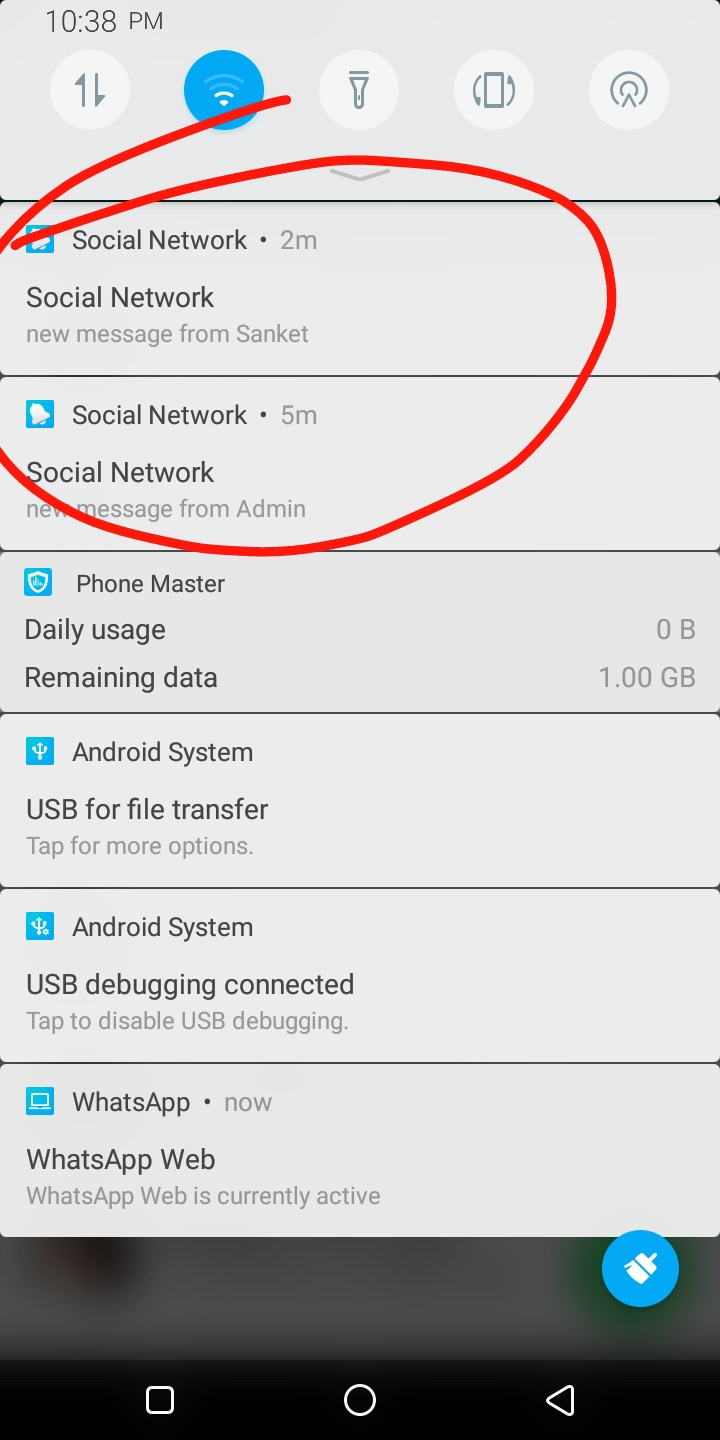 10:38 PM
Social Network • 2m
Social Network
new message from Sanket
Social Network • 5m
Social Network
new message from Admin
Phone Master
Daily usage 0 B
Remaining data 1.00 GB
Android System
USB for file transfer
Tap for more options.
Android System
USB debugging connected
Tap to disable USB debugging.
WhatsApp • now
WhatsApp Web
WhatsApp Web is currently active